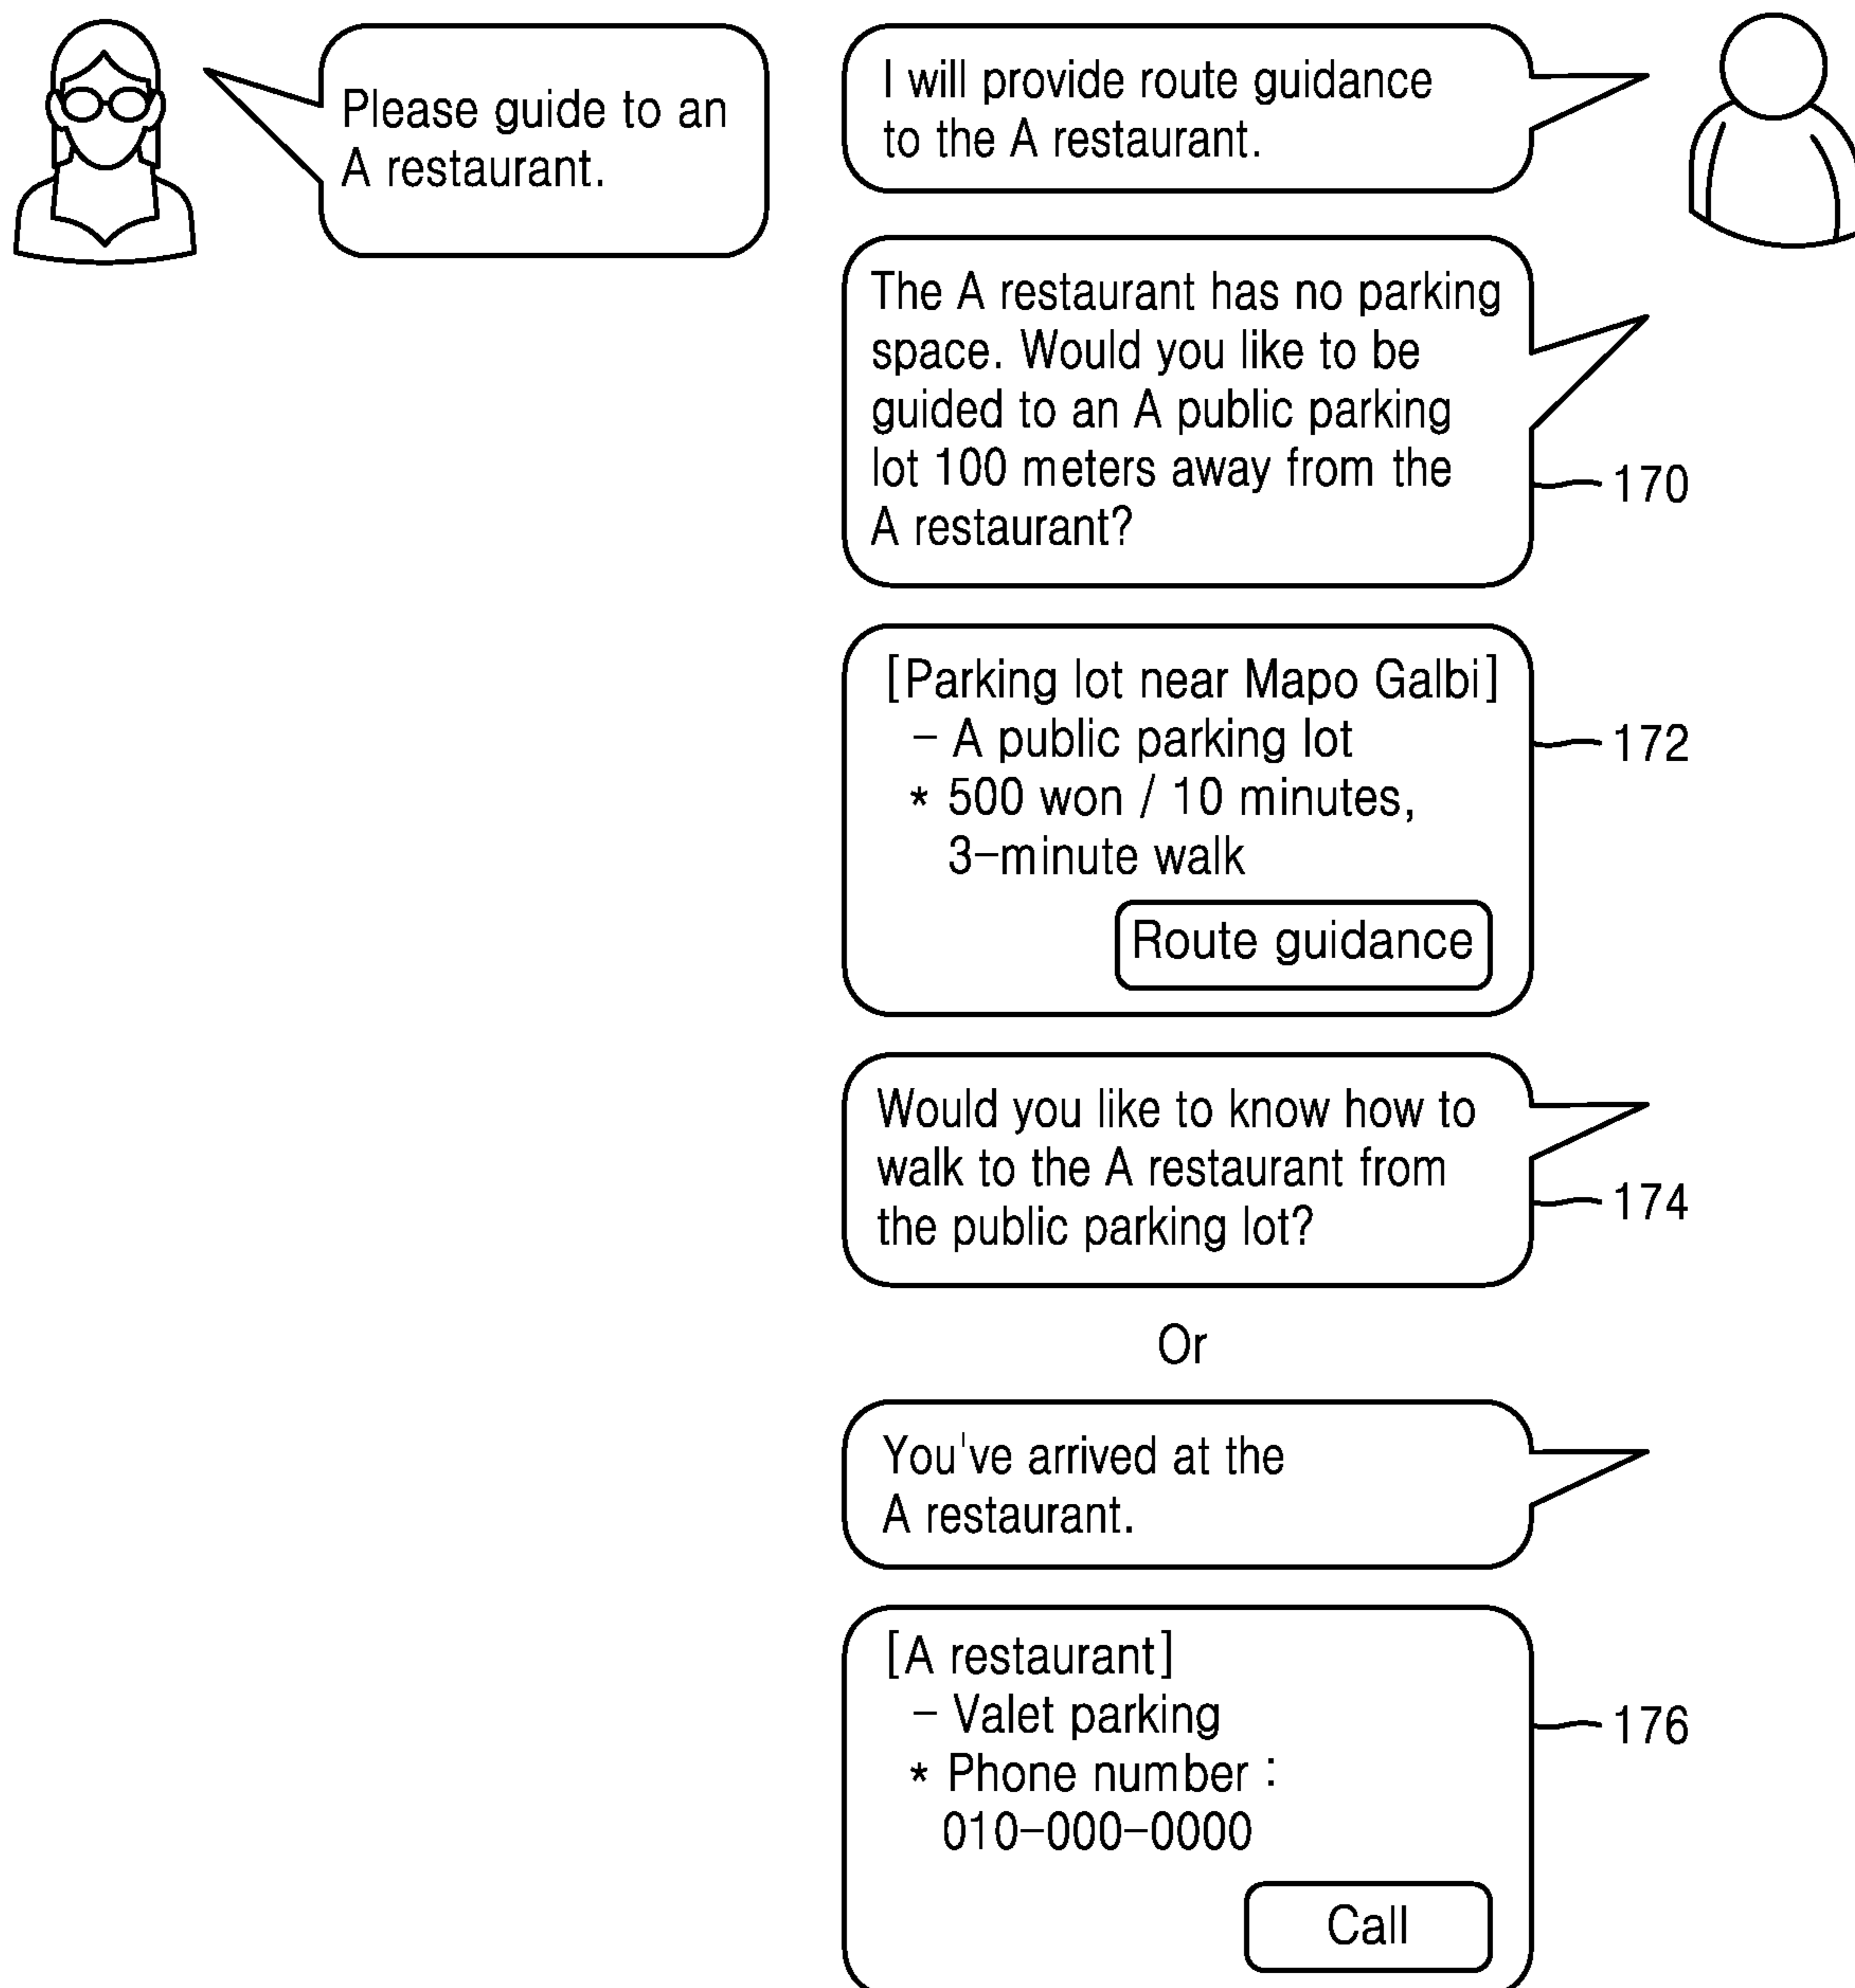 Please guide to an
A restaurant.
I will provide route guidance
to the A restaurant.
The A restaurant has no parking
space. Would you like to be
guided to an A public parking
lot 100 meters away from the
A restaurant?
170
[Parking lot near Mapo Galbi]
– A public parking lot
* 500 won / 10 minutes,
3–minute walk
Route guidance
172
Would you like to know how to
walk to the A restaurant from
the public parking lot?
174
Or
You've arrived at the
A restaurant.
[A restaurant]
– Valet parking
* Phone number :
010–000–0000
Call
176